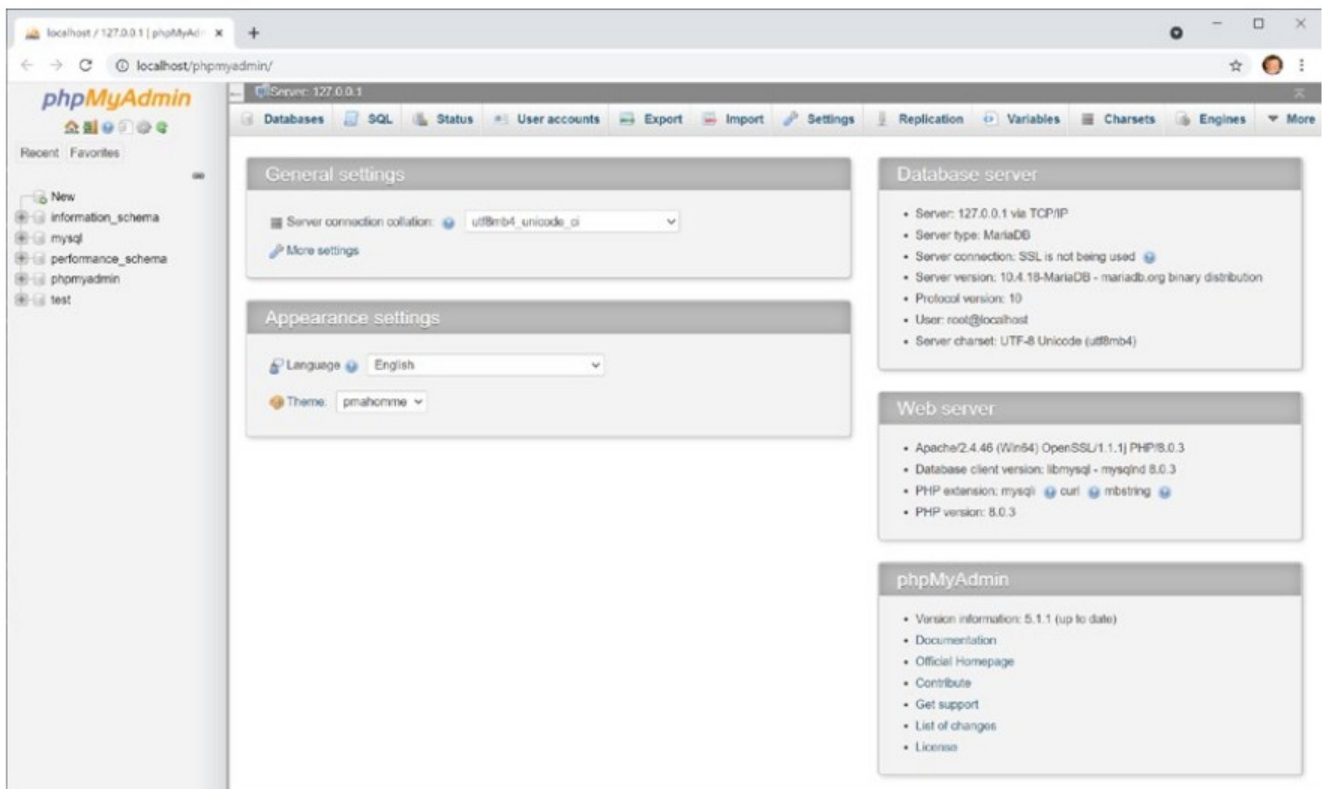 localhost / 127.0.0.1 | phpMyAdm
localhost/phpmyadmin/
phpMyAdmin
Recent Favorites
New
information_schema
mysql
performance_schema
phpmyadmin
test
Server: 127.0.0.1
Databases SQL Status User accounts Export Import Settings Replication Variables Charsets Engines More
General settings
Server connection collation: utf8mb4_unicode_ci
More settings
Appearance settings
Language English
Theme: pmahomme
Database server
Server: 127.0.0.1 via TCP/IP
Server type: MariaDB
Server connection: SSL is not being used
Server version: 10.4.18-MariaDB - mariadb.org binary distribution
Protocol version: 10
User: root@localhost
Server charset: UTF-8 Unicode (utf8mb4)
Web server
Apache/2.4.46 (Win64) OpenSSL/1.1.1j PHP/8.0.3
Database client version: libmysql - mysqlnd 8.0.3
PHP extension: mysqli curl mbstring
PHP version: 8.0.3
phpMyAdmin
Version information: 5.1.1 (up to date)
Documentation
Official Homepage
Contribute
Get support
List of changes
License